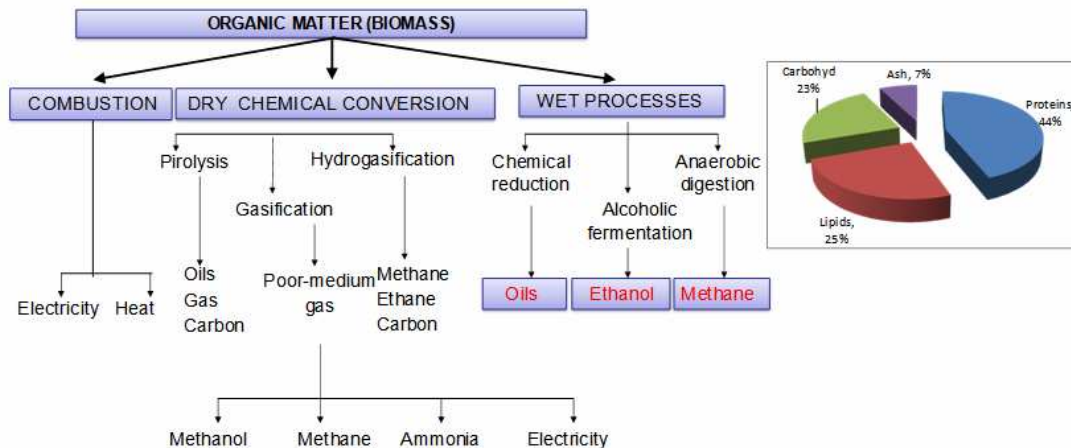 ORGANIC MATTER (BIOMASS)
COMBUSTION
DRY CHEMICAL CONVERSION
WET PROCESSES
Pirolysis
Hydrogasification
Gasification
Chemical
reduction
Anaerobic
digestion
Alcoholic
fermentation
Electricity
Heat
Oils
Gas
Carbon
Poor-medium
gas
Methane
Ethane
Carbon
Oils
Ethanol
Methane
Methanol
Methane
Ammonia
Electricity
Carbohyd
23%
Ash, 7%
Proteins,
44%
Lipids,
25%